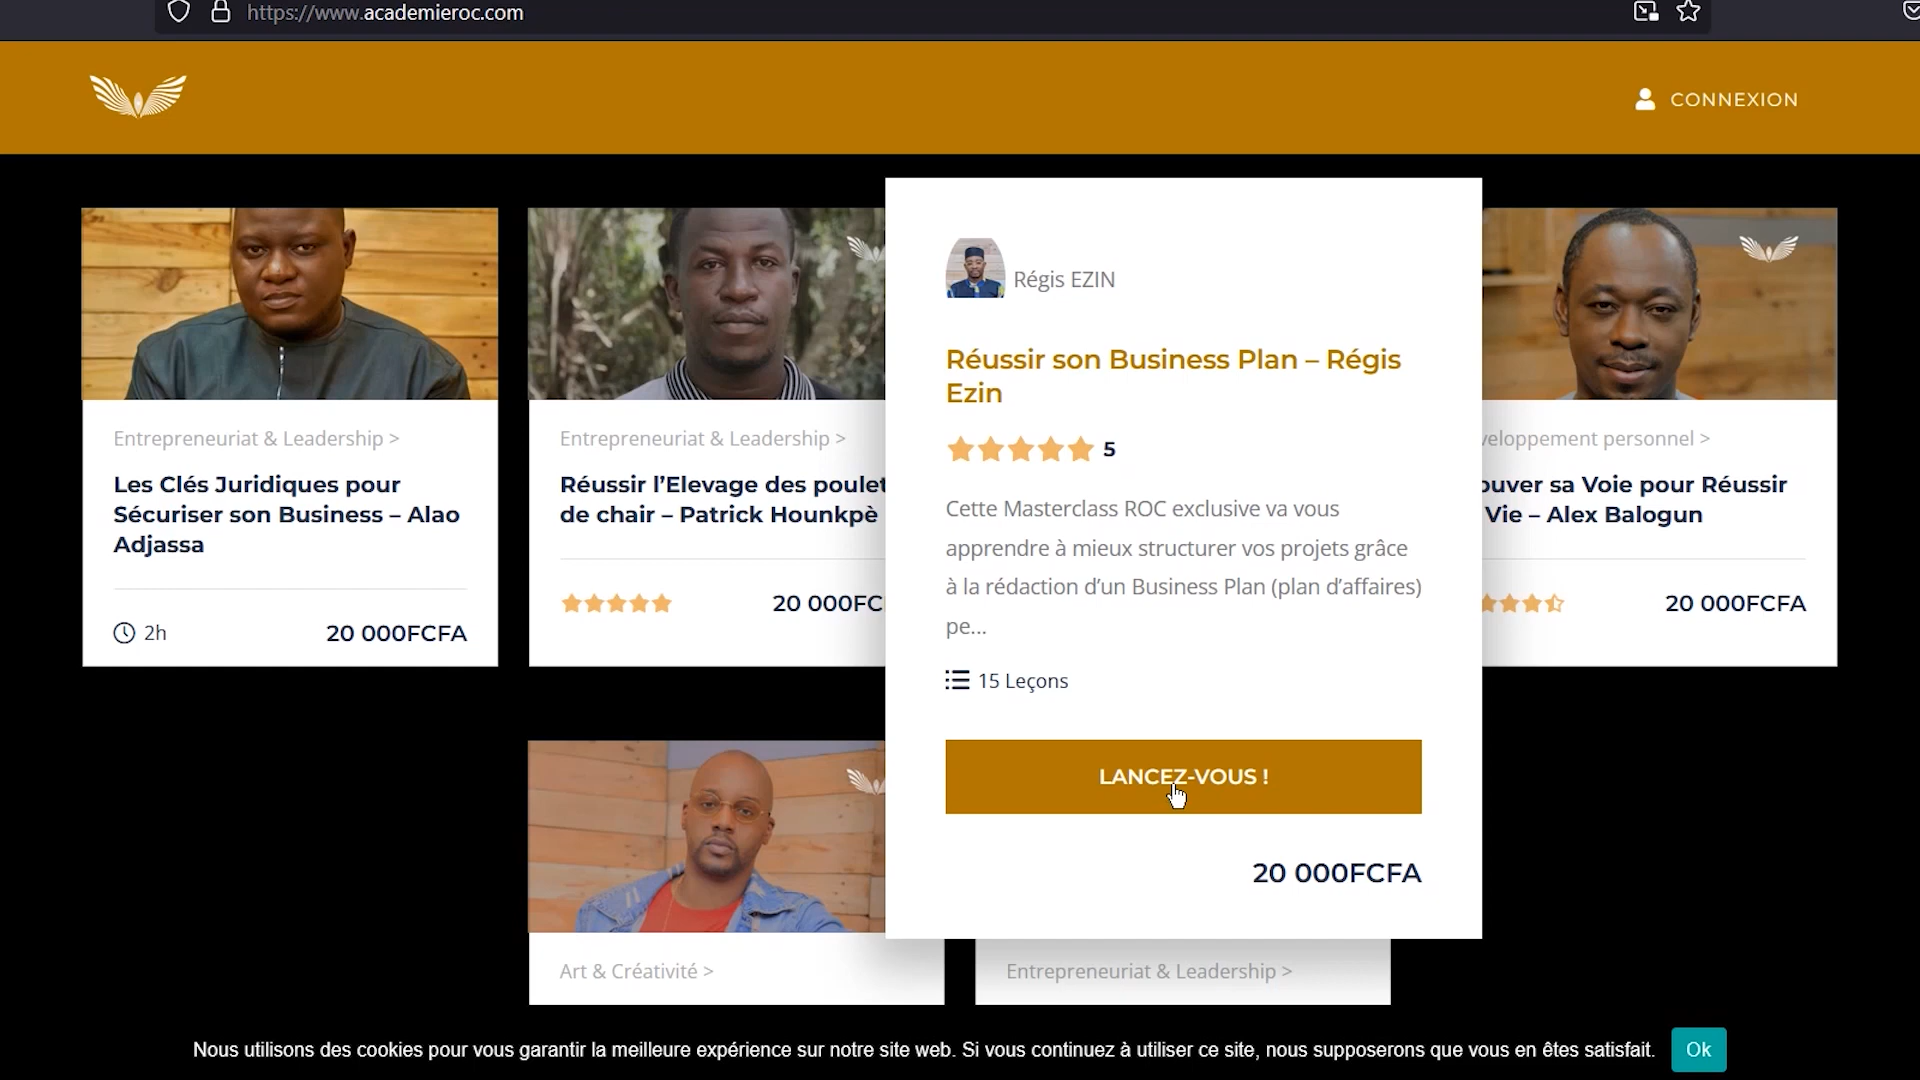 https://www.academieroc.com
CONNEXION
Entrepreneuriat & Leadership >
Les Clés Juridiques pour
Sécuriser son Business – Alao
Adjassa
2h
20 000FCFA
Entrepreneuriat & Leadership >
Réussir l’Elevage des poulet
de chair – Patrick Hounkpè
20 000FC
Régis EZIN
Réussir son Business Plan – Régis
Ezin
5
Cette Masterclass ROC exclusive va vous
apprendre à mieux structurer vos projets grâce
à la rédaction d’un Business Plan (plan d’affaires)
pe...
15 Leçons
LANCEZ-VOUS !
20 000FCFA
veloppement personnel >
ouver sa Voie pour Réussir
Vie – Alex Balogun
20 000FCFA
Art & Créativité >
Entrepreneuriat & Leadership >
Nous utilisons des cookies pour vous garantir la meilleure expérience sur notre site web. Si vous continuez à utiliser ce site, nous supposerons que vous en êtes satisfait.
Ok